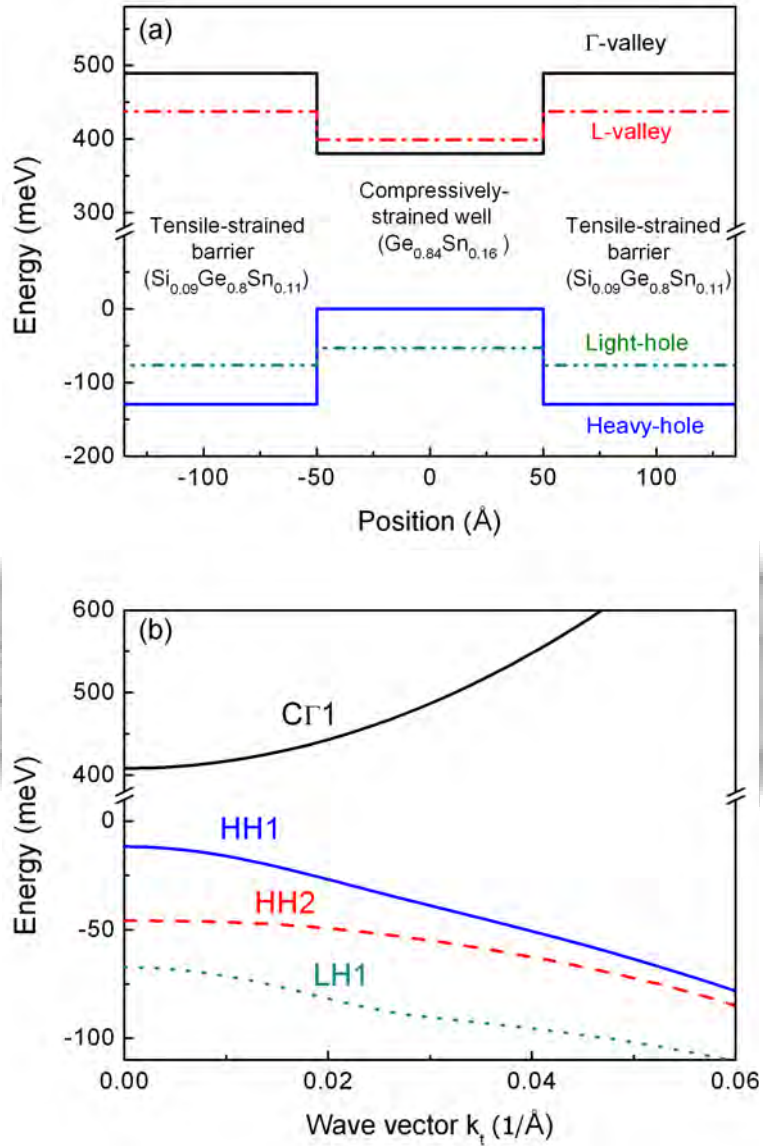 (a)
Γ-valley
L-valley
Compressively-
strained well
(Ge0.84Sn0.16)
Tensile-strained
barrier
(Si0.09Ge0.8Sn0.11)
Tensile-strained
barrier
(Si0.09Ge0.8Sn0.11)
Light-hole
Heavy-hole
500
400
300
0
-100
-200
Energy (meV)
-100 -50 0 50 100
Position (Å)
(b)
CΓ1
HH1
HH2
LH1
600
500
400
0
-50
-100
Energy (meV)
0.00 0.02 0.04 0.06
Wave vector kt (1/Å)